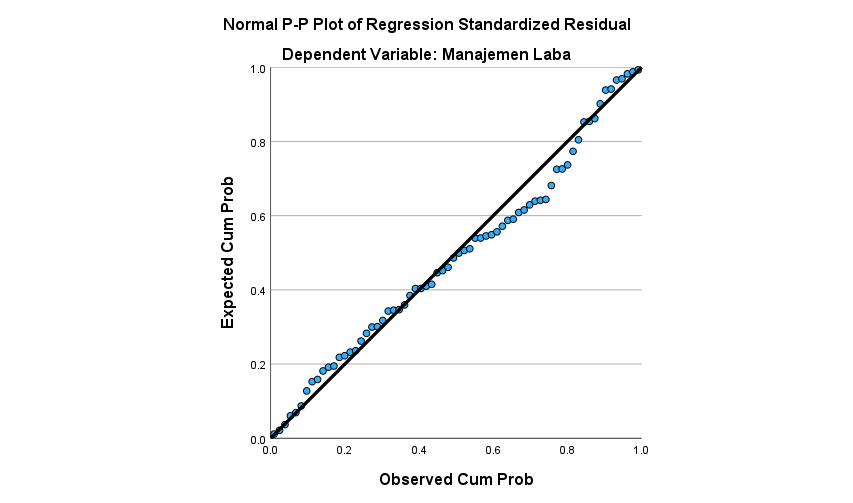 Normal P-P Plot of Regression Standardized Residual
Dependent Variable: Manajemen Laba
1.0
0.8
0.6
0.4
0.2
0.0
Expected Cum Prob
0.0 0.2 0.4 0.6 0.8 1.0
Observed Cum Prob